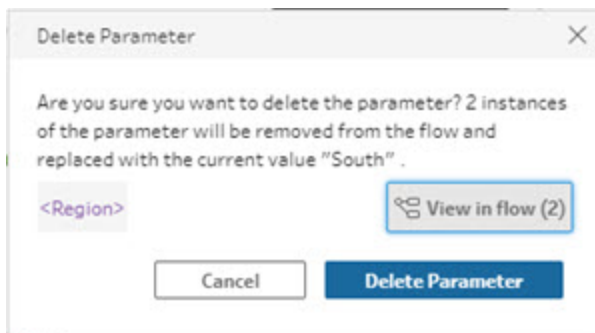 Delete Parameter
Are you sure you want to delete the parameter? 2 instances
of the parameter will be removed from the flow and
replaced with the current value "South" .
<Region>
View in flow (2)
Cancel
Delete Parameter